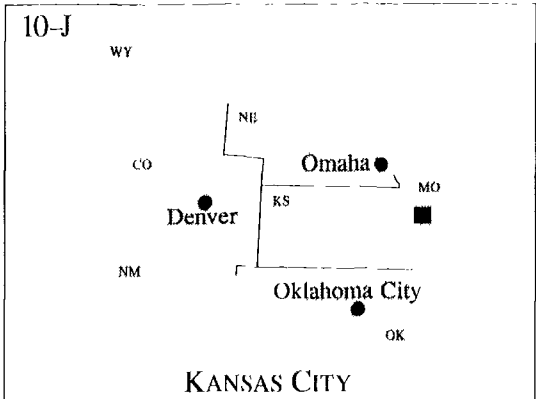 10-J
WY
NE
CO
Omaha
MO
KS
Denver
NM
Oklahoma City
OK
KANSAS CITY